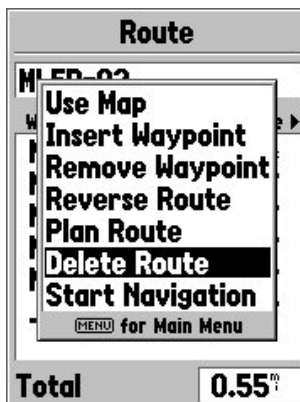 Route
Use Map
Insert Waypoint
Remove Waypoint
Reverse Route
Plan Route
Delete Route
Start Navigation
MENU for Main Menu
Total 0.55